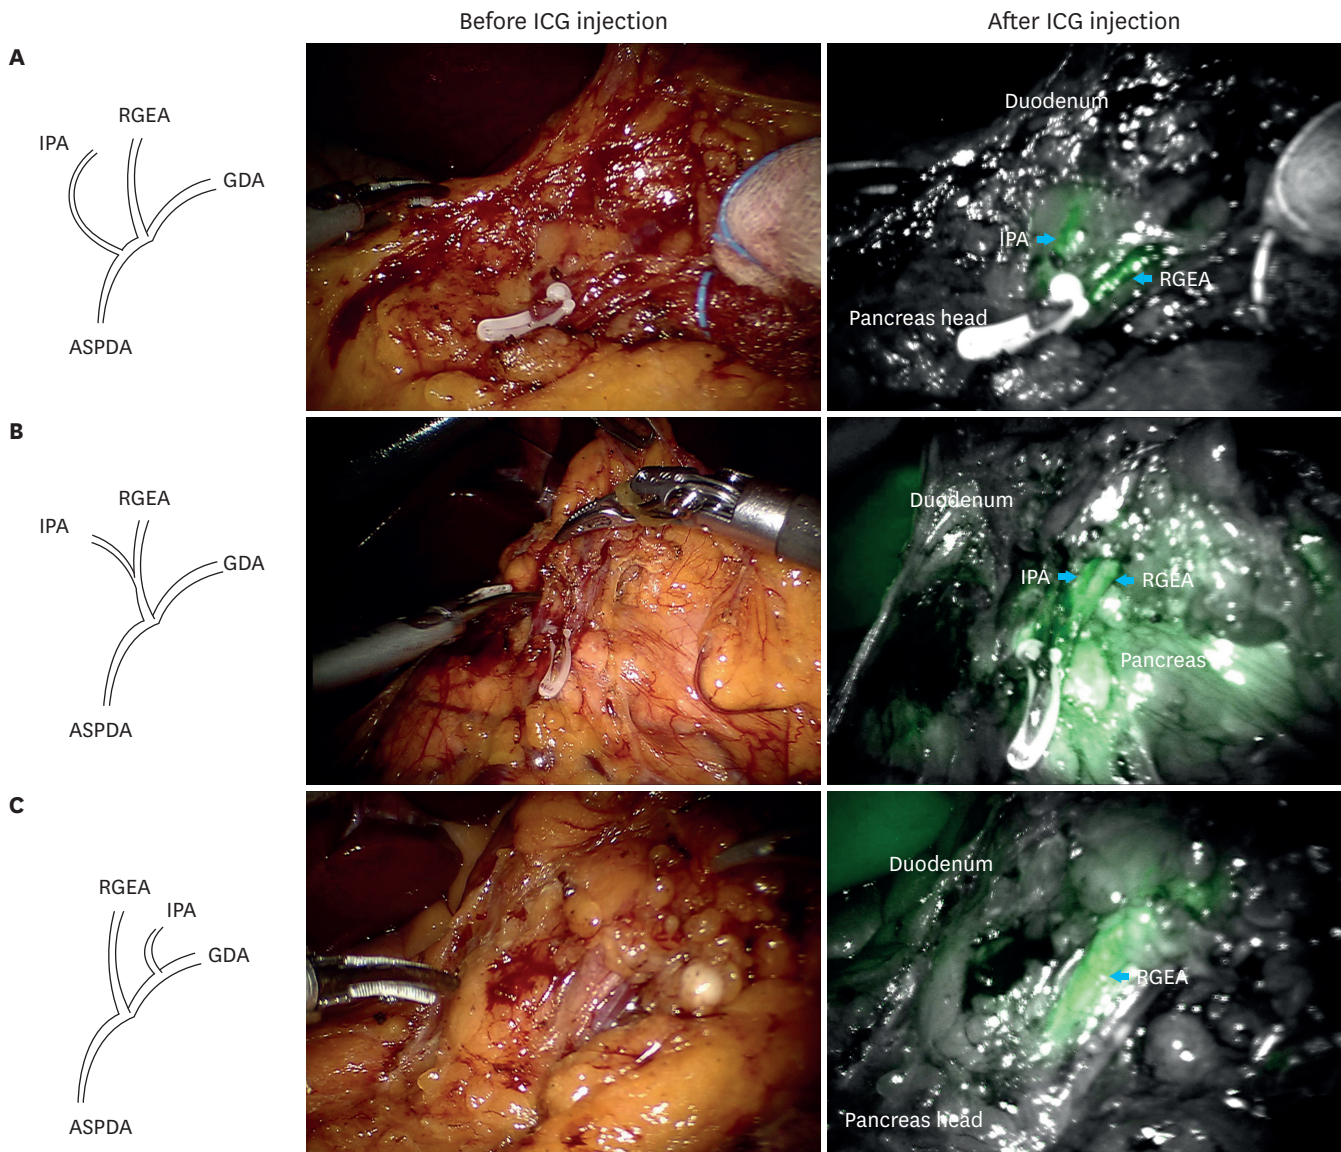 Before ICG injection
After ICG injection
A
RGEA
IPA
GDA
ASPDA
Duodenum
IPA
RGEA
Pancreas head
B
RGEA
IPA
GDA
ASPDA
Duodenum
IPA
RGEA
Pancreas
C
RGEA
IPA
GDA
ASPDA
Duodenum
RGEA
Pancreas head